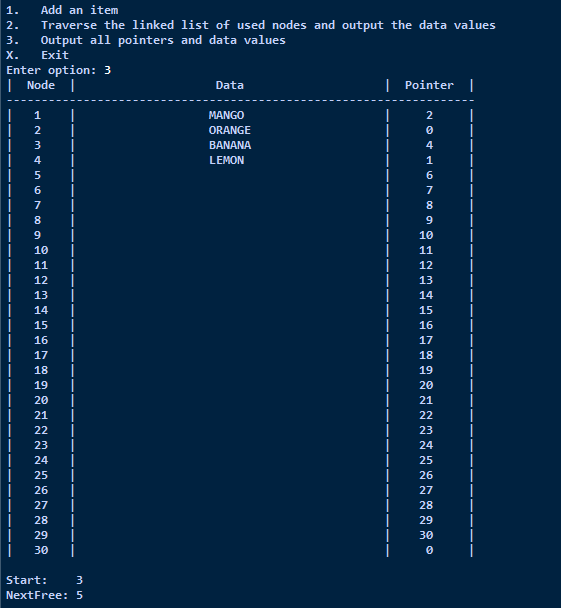 1.   Add an item
2.   Traverse the linked list of used nodes and output the data values
3.   Output all pointers and data values
X.   Exit
Enter option: 3
|  Node  |                    Data                    |  Pointer  |
-------------------------------------------------------------------
|   1    |                   MANGO                    |     2     |
|   2    |                   ORANGE                   |     0     |
|   3    |                   BANANA                   |     4     |
|   4    |                   LEMON                    |     1     |
|   5    |                                            |     6     |
|   6    |                                            |     7     |
|   7    |                                            |     8     |
|   8    |                                            |     9     |
|   9    |                                            |    10     |
|   10   |                                            |    11     |
|   11   |                                            |    12     |
|   12   |                                            |    13     |
|   13   |                                            |    14     |
|   14   |                                            |    15     |
|   15   |                                            |    16     |
|   16   |                                            |    17     |
|   17   |                                            |    18     |
|   18   |                                            |    19     |
|   19   |                                            |    20     |
|   20   |                                            |    21     |
|   21   |                                            |    22     |
|   22   |                                            |    23     |
|   23   |                                            |    24     |
|   24   |                                            |    25     |
|   25   |                                            |    26     |
|   26   |                                            |    27     |
|   27   |                                            |    28     |
|   28   |                                            |    29     |
|   29   |                                            |    30     |
|   30   |                                            |     0     |
Start:    3
NextFree: 5